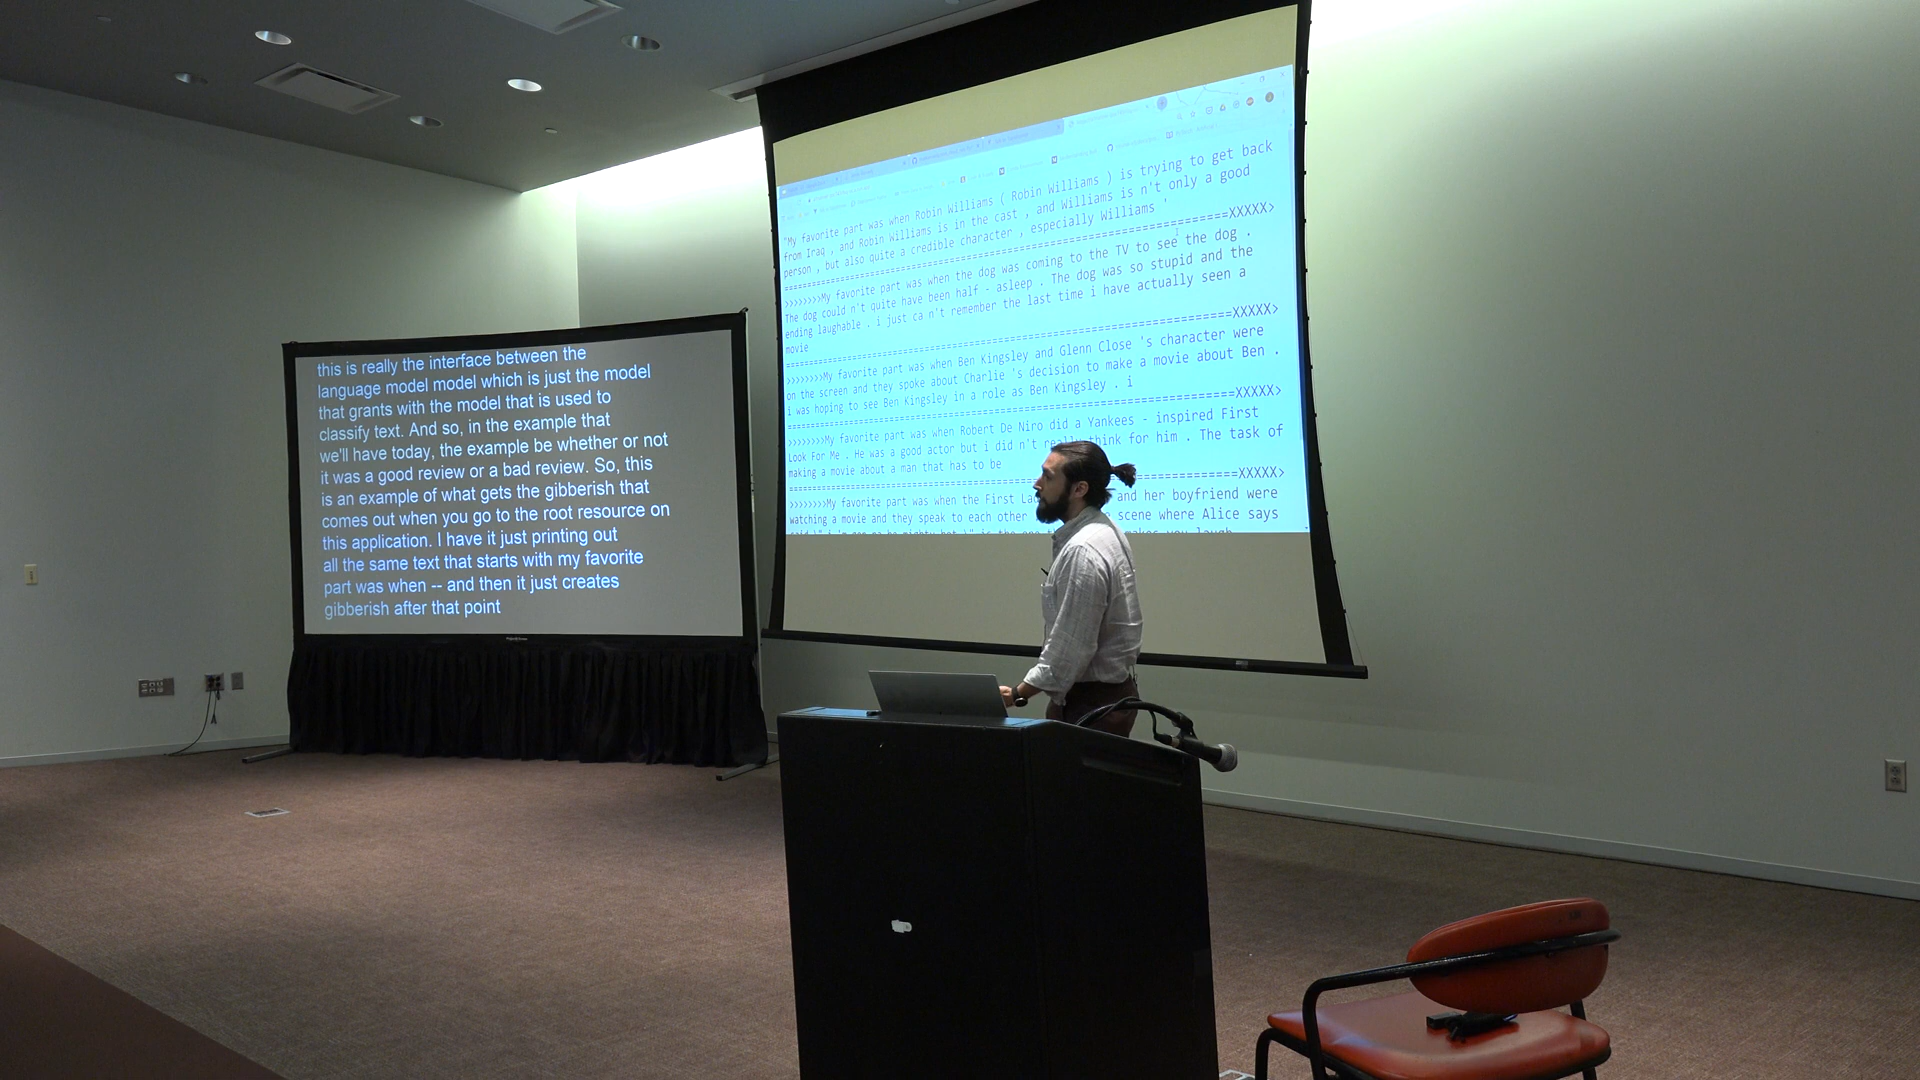 this is really the interface between the
language model model which is just the model
that grants with the model that is used to
classify text. And so, in the example that
we'll have today, the example be whether or not
it was a good review or a bad review. So, this
is an example of what gets the gibberish that
comes out when you go to the root resource on
this application. I have it just printing out
all the same text that starts with my favorite
part was when -- and then it just creates
gibberish after that point
"My favorite part was when Robin Williams ( Robin Williams ) is trying to get back
from Iraq , and Robin Williams is in the cast , and Williams is n't only a good
person , but also quite a credible character , especially Williams '
XXXXX>
>>>>>>>>My favorite part was when the dog was coming to the TV to see the dog .
The dog could n't quite have been half - asleep . The dog was so stupid and the
ending laughable . i just ca n't remember the last time i have actually seen a
movie
XXXXX>
>>>>>>>>My favorite part was when Ben Kingsley and Glenn Close 's character were
on the screen and they spoke about Charlie 's decision to make a movie about Ben .
i was hoping to see Ben Kingsley in a role as Ben Kingsley . i
XXXXX>
>>>>>>>>My favorite part was when Robert De Niro did a Yankees - inspired First
Look For Me . He was a good actor but i did n't really think for him . The task of
making a movie about a man that has to be
XXXXX>
>>>>>>>>My favorite part was when the First and her boyfriend were
watching a movie and they speak to each other scene where Alice says